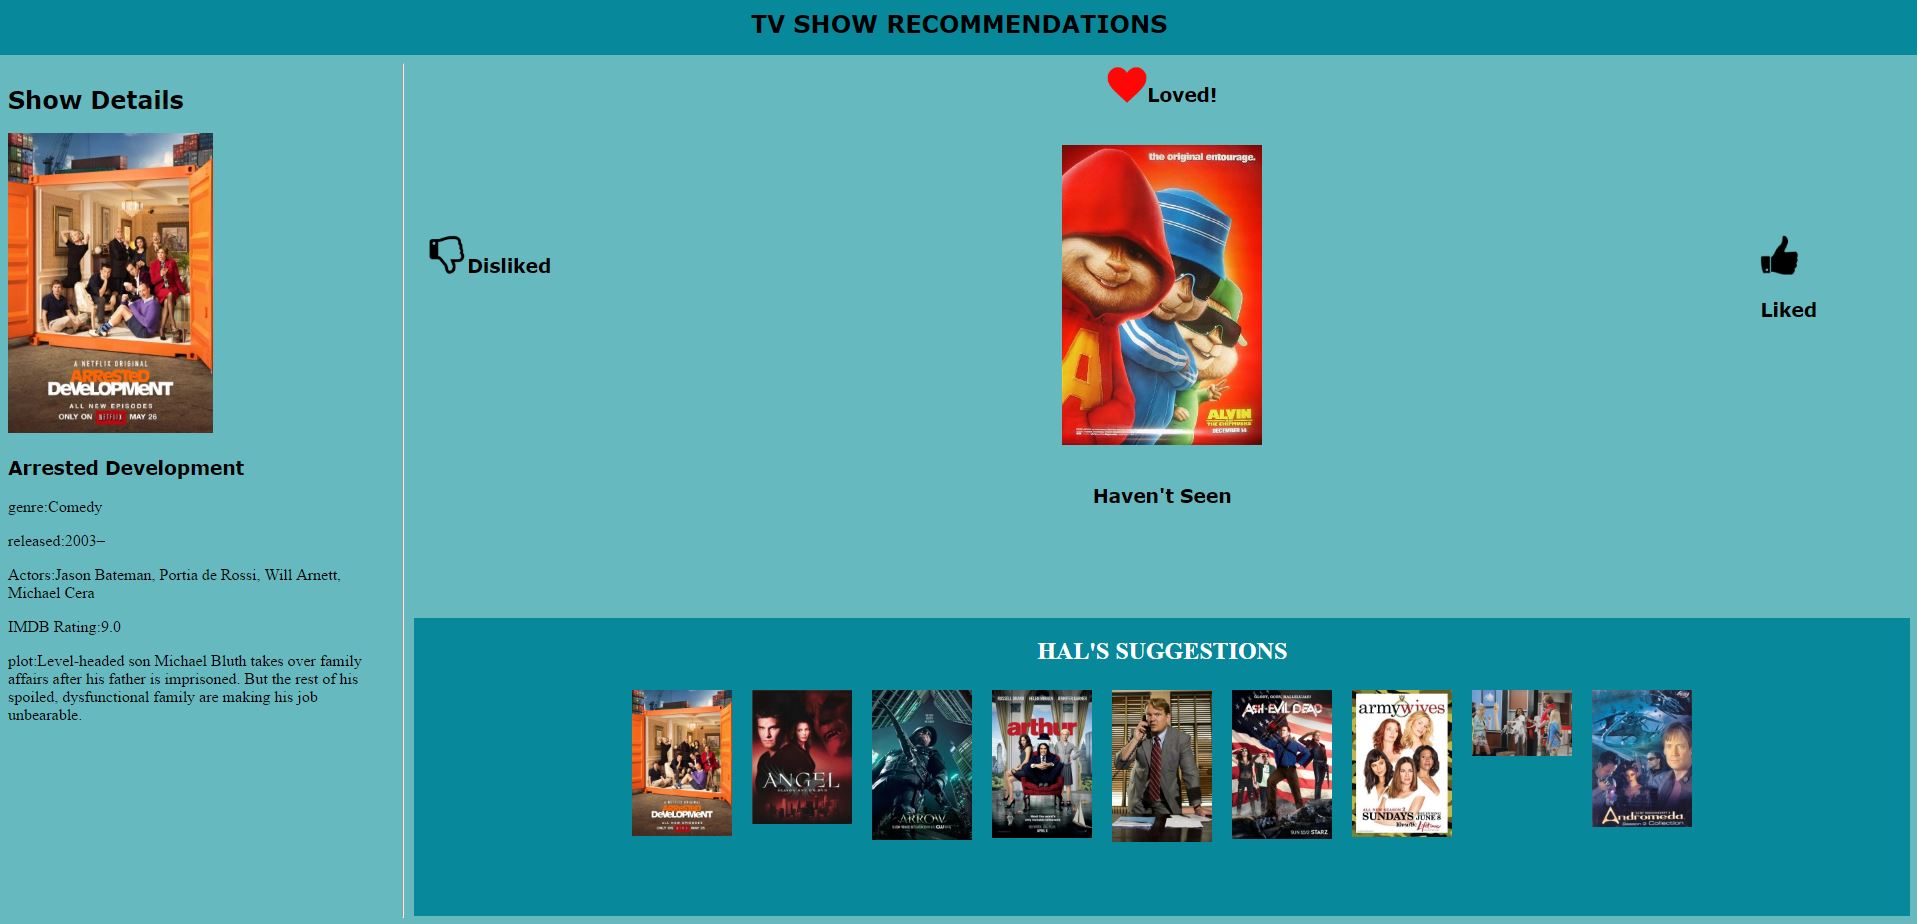 TV SHOW RECOMMENDATIONS
Show Details
A NETFLIX ORIGINAL
ARRESTeD
DeVeLOPMeNT
ALL NEW EPISODES
ONLY ON NETFLIX MAY 26
Arrested Development
genre:Comedy
released:2003–
Actors:Jason Bateman, Portia de Rossi, Will Arnett,
Michael Cera
IMDB Rating:9.0
plot:Level-headed son Michael Bluth takes over family
affairs after his father is imprisoned. But the rest of his
spoiled, dysfunctional family are making his job
unbearable.
Loved!
the original entourage.
A
ALVIN
AND THE CHIPMUNKS
DECEMBER 14
Disliked
Liked
Haven't Seen
HAL'S SUGGESTIONS
ARRESTeD
DeVeLOPMeNT
ANGEL
ARROW
arthur
ASH EVIL DEAD
STARZ
armywives
SUNDAYS JUNE 8
Andromeda